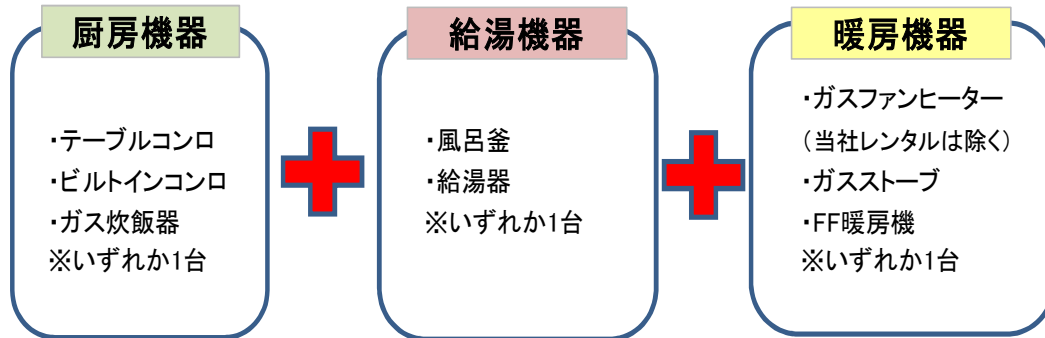 厨房機器
・テーブルコンロ
・ビルトインコンロ
・ガス炊飯器
※いずれか1台
給湯機器
・風呂釜
・給湯器
※いずれか1台
暖房機器
・ガスファンヒーター
（当社レンタルは除く）
・ガスストーブ
・FF暖房機
※いずれか1台